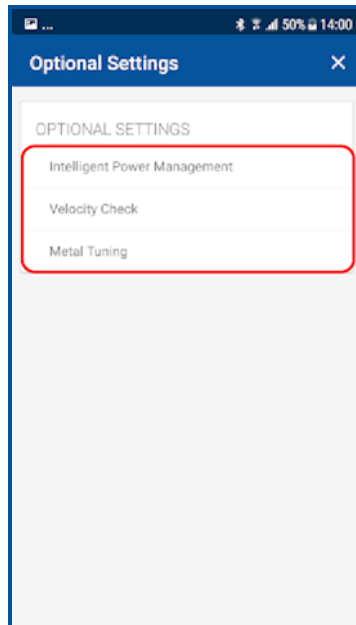 ... 50% 14:00
Optional Settings ×
OPTIONAL SETTINGS
Intelligent Power Management
Velocity Check
Metal Tuning